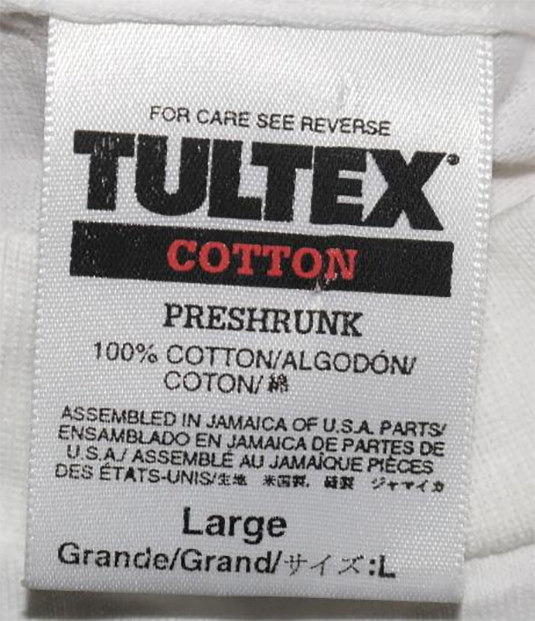 FOR CARE SEE REVERSE
TULTEX
COTTON
PRESHRUNK
100% COTTON/ALGODÓN/
COTON/綿
ASSEMBLED IN JAMAICA OF U.S.A. PARTS/
ENSAMBLADO EN JAMAICA DE PARTES DE
U.S.A./ ASSEMBLÉ AU JAMAÏQUE PIÈCES
DES ÉTATS-UNIS/生地 米国製, 縫製 ジャマイカ
Large
Grande/Grand/サイズ:L